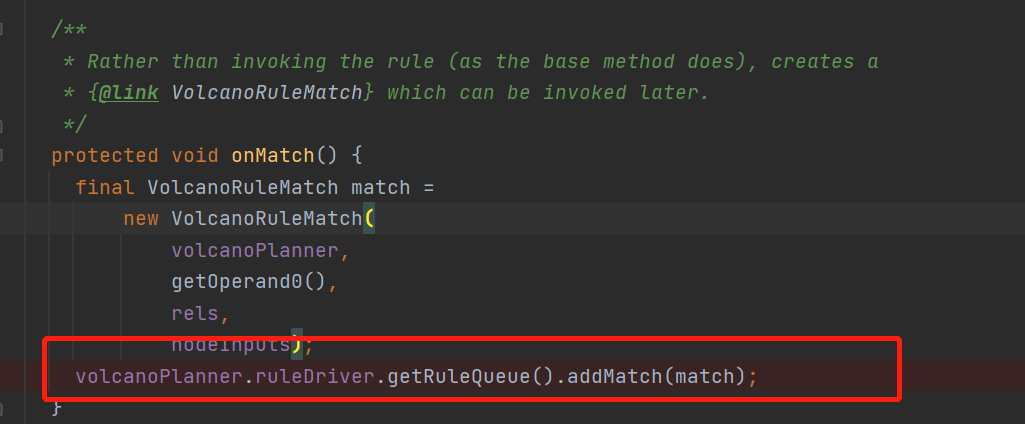 /**
* Rather than invoking the rule (as the base method does), creates a
* {@link VolcanoRuleMatch} which can be invoked later.
*/
protected void onMatch() {
final VolcanoRuleMatch match =
new VolcanoRuleMatch(
volcanoPlanner,
getOperand0(),
rels,
nodeInputs);
volcanoPlanner.ruleDriver.getRuleQueue().addMatch(match);
}